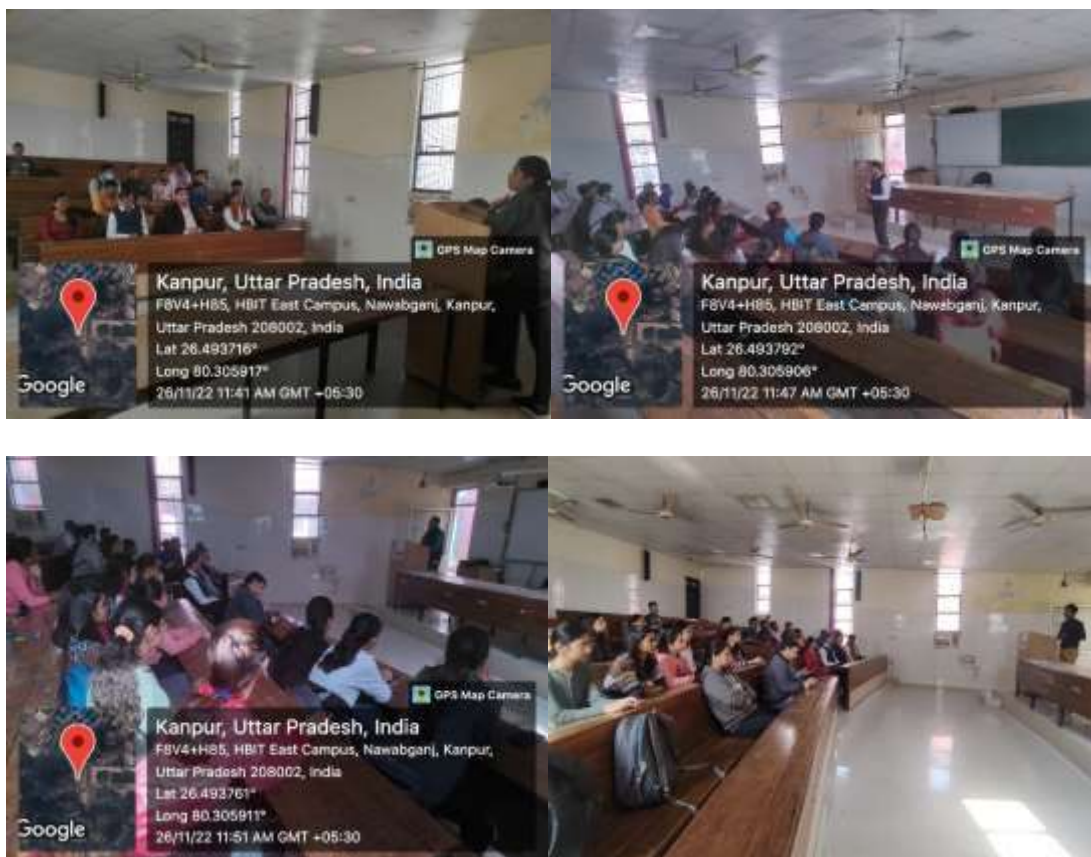 GPS Map Camera
Kanpur, Uttar Pradesh, India
F8V4+H85, HBIT East Campus, Nawabganj, Kanpur,
Uttar Pradesh 208002, India
Lat 26.493716°
Long 80.305917°
26/11/22 11:41 AM GMT +05:30
Google
GPS Map Camera
Kanpur, Uttar Pradesh, India
F8V4+H85, HBIT East Campus, Nawabganj, Kanpur,
Uttar Pradesh 208002, India
Lat 26.493792°
Long 80.305906°
26/11/22 11:47 AM GMT +05:30
Google
GPS Map Camera
Kanpur, Uttar Pradesh, India
F8V4+H85, HBIT East Campus, Nawabganj, Kanpur,
Uttar Pradesh 208002, India
Lat 26.493761°
Long 80.305911°
26/11/22 11:51 AM GMT +05:30
Google